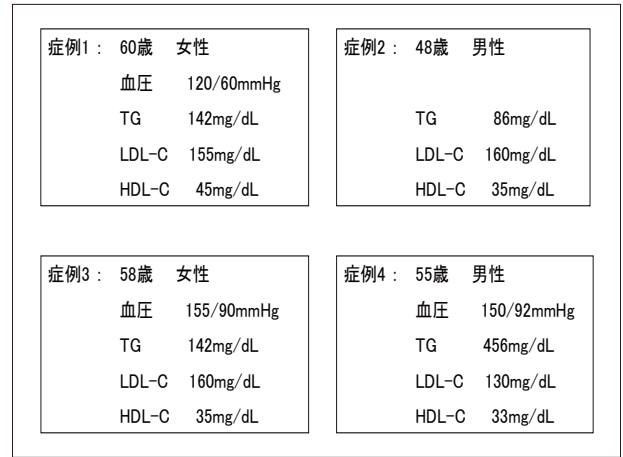 症例1： 60歳 女性
血圧 120/60mmHg
TG 142mg/dL
LDL-C 155mg/dL
HDL-C 45mg/dL
症例2： 48歳 男性
TG 86mg/dL
LDL-C 160mg/dL
HDL-C 35mg/dL
症例3： 58歳 女性
血圧 155/90mmHg
TG 142mg/dL
LDL-C 160mg/dL
HDL-C 35mg/dL
症例4： 55歳 男性
血圧 150/92mmHg
TG 456mg/dL
LDL-C 130mg/dL
HDL-C 33mg/dL